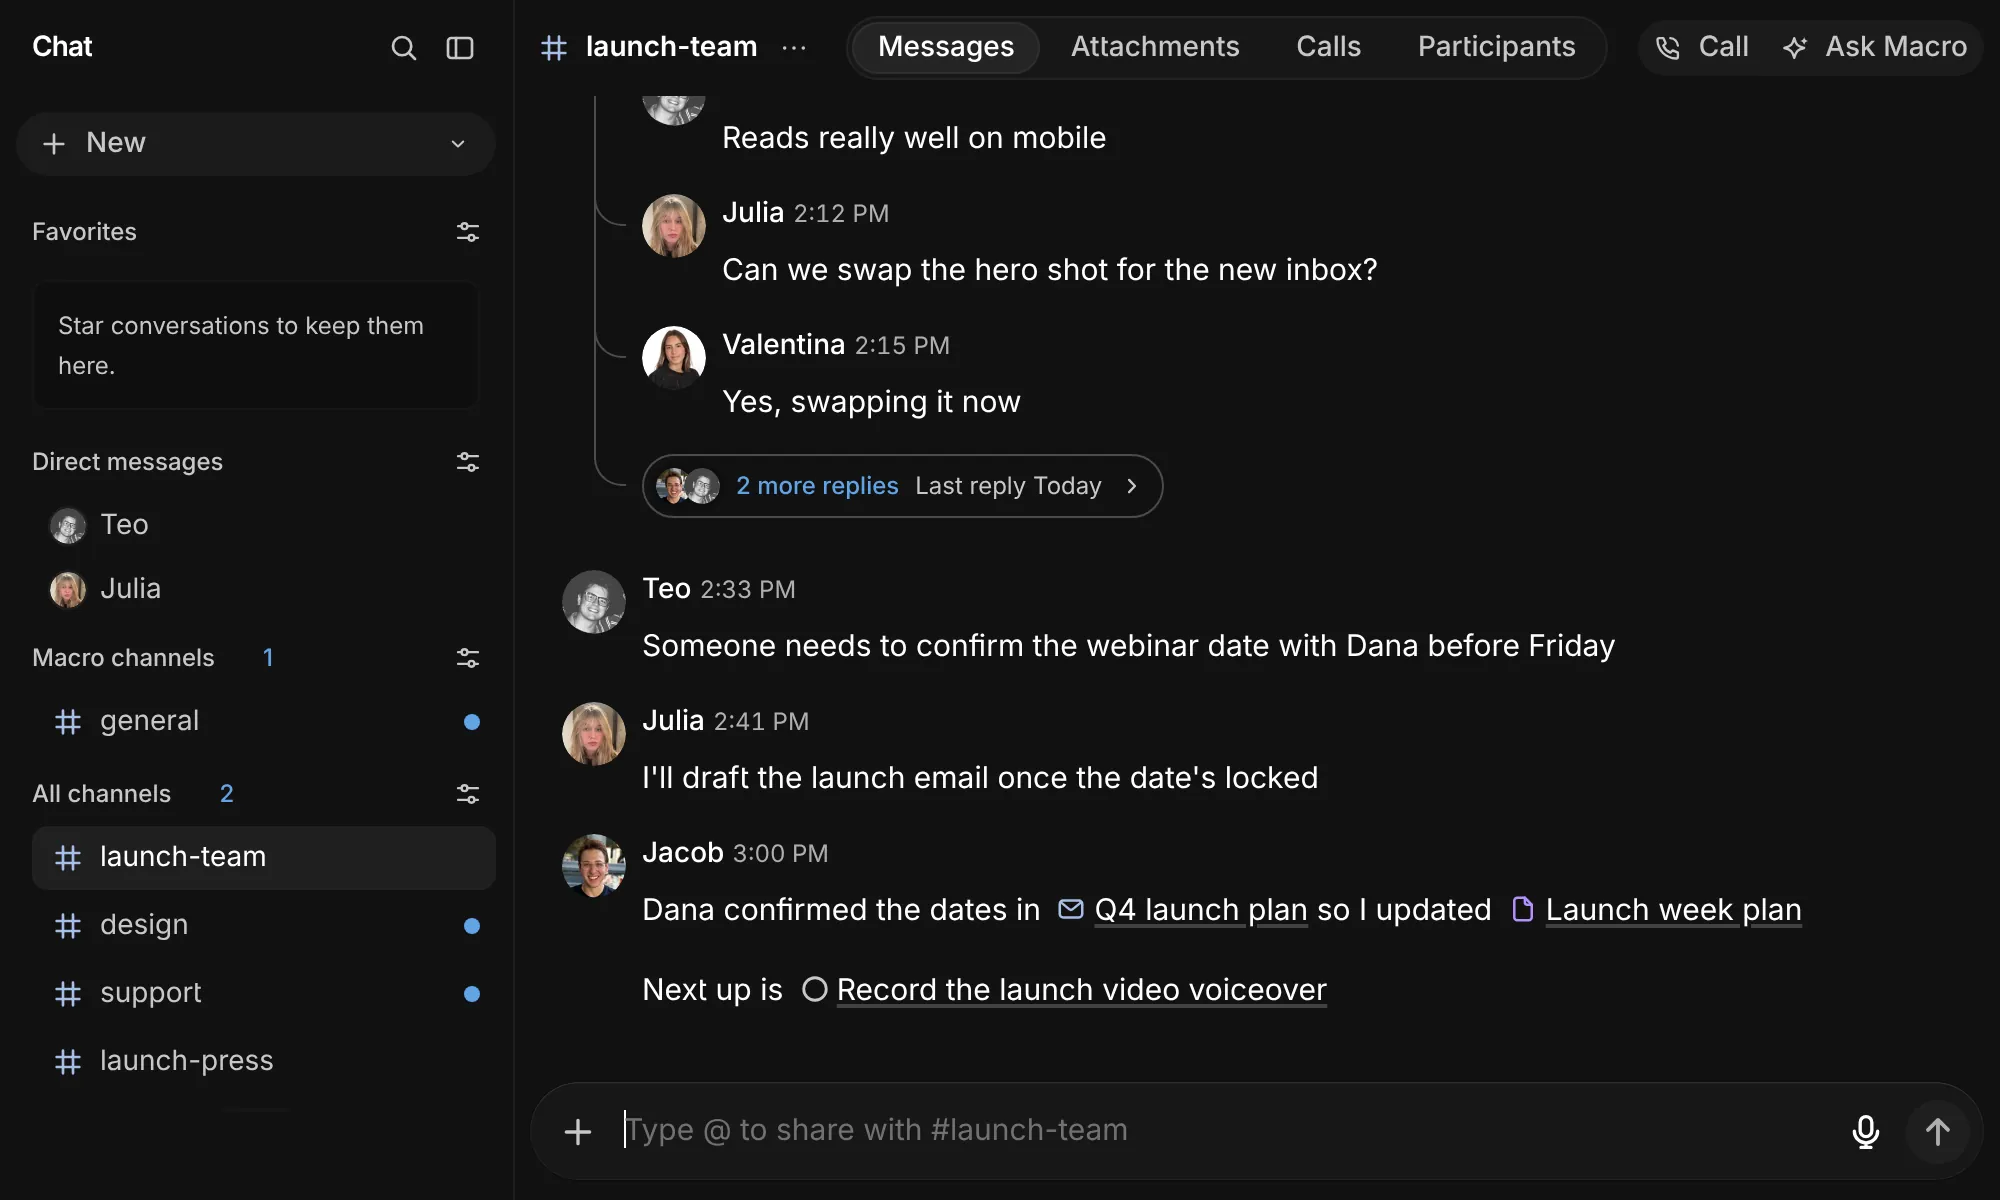 Chat
New
Favorites
Star conversations to keep them
here.
Direct messages
Teo
Julia
Macro channels 1
general
All channels 2
launch-team
design
support
launch-press
launch-team
Messages
Attachments
Calls
Participants
Call
Ask Macro
Reads really well on mobile
Julia 2:12 PM
Can we swap the hero shot for the new inbox?
Valentina 2:15 PM
Yes, swapping it now
2 more replies Last reply Today
Teo 2:33 PM
Someone needs to confirm the webinar date with Dana before Friday
Julia 2:41 PM
I'll draft the launch email once the date's locked
Jacob 3:00 PM
Dana confirmed the dates in Q4 launch plan so I updated Launch week plan
Next up is Record the launch video voiceover
Type @ to share with #launch-team